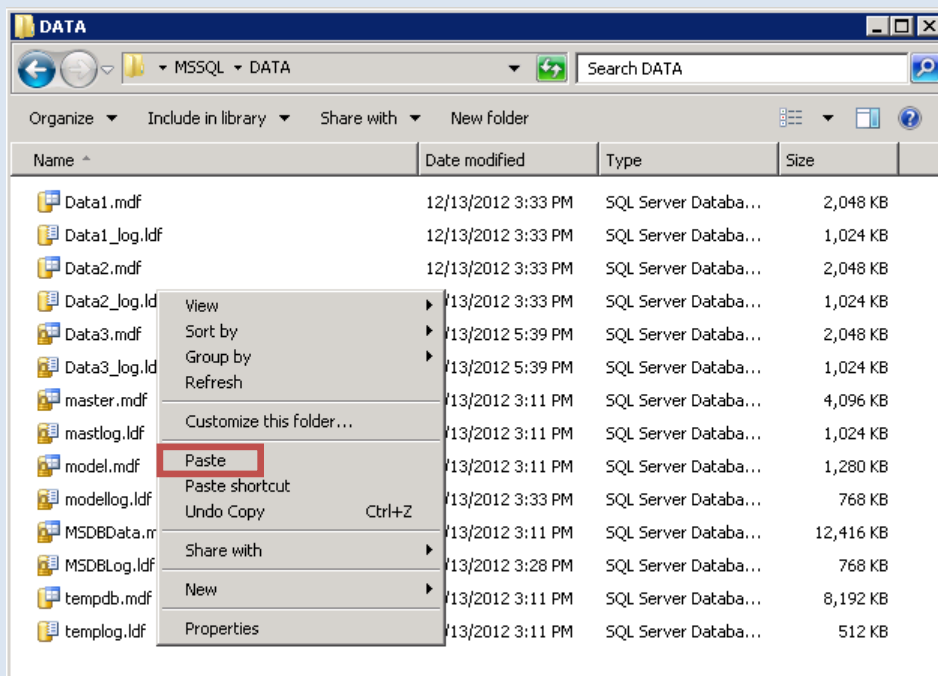 DATA
MSSQL DATA Search DATA
Organize Include in library Share with New folder
Name Date modified Type Size
Data1.mdf 12/13/2012 3:33 PM SQL Server Databa... 2,048 KB
Data1_log.ldf 12/13/2012 3:33 PM SQL Server Databa... 1,024 KB
Data2.mdf 12/13/2012 3:33 PM SQL Server Databa... 2,048 KB
Data2_log.ld /13/2012 3:33 PM SQL Server Databa... 1,024 KB
Data3.mdf /13/2012 5:39 PM SQL Server Databa... 2,048 KB
Data3_log.ld /13/2012 5:39 PM SQL Server Databa... 1,024 KB
master.mdf /13/2012 3:11 PM SQL Server Databa... 4,096 KB
mastlog.ldf /13/2012 3:11 PM SQL Server Databa... 1,024 KB
model.mdf /13/2012 3:11 PM SQL Server Databa... 1,280 KB
modellog.ldf /13/2012 3:33 PM SQL Server Databa... 768 KB
MSDBData.m /13/2012 3:11 PM SQL Server Databa... 12,416 KB
MSDBLog.ldf /13/2012 3:28 PM SQL Server Databa... 768 KB
tempdb.mdf /13/2012 3:11 PM SQL Server Databa... 8,192 KB
templog.ldf /13/2012 3:11 PM SQL Server Databa... 512 KB
View
Sort by
Group by
Refresh
Customize this folder...
Paste
Paste shortcut
Undo Copy Ctrl+Z
Share with
New
Properties